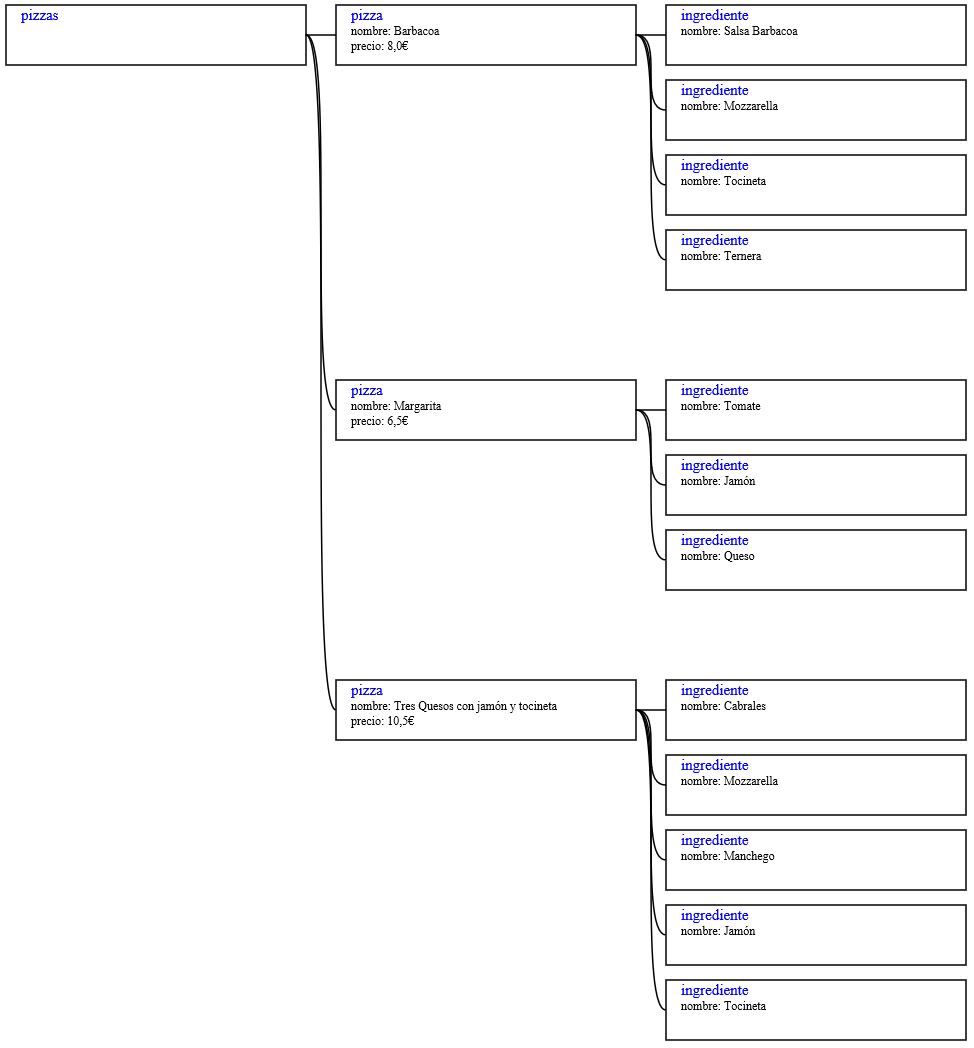 pizzas
pizza
nombre: Barbacoa
precio: 8,0€
ingrediente
nombre: Salsa Barbacoa
ingrediente
nombre: Mozzarella
ingrediente
nombre: Tocineta
ingrediente
nombre: Ternera
pizza
nombre: Margarita
precio: 6,5€
ingrediente
nombre: Tomate
ingrediente
nombre: Jamón
ingrediente
nombre: Queso
pizza
nombre: Tres Quesos con jamón y tocineta
precio: 10,5€
ingrediente
nombre: Cabrales
ingrediente
nombre: Mozzarella
ingrediente
nombre: Manchego
ingrediente
nombre: Jamón
ingrediente
nombre: Tocineta